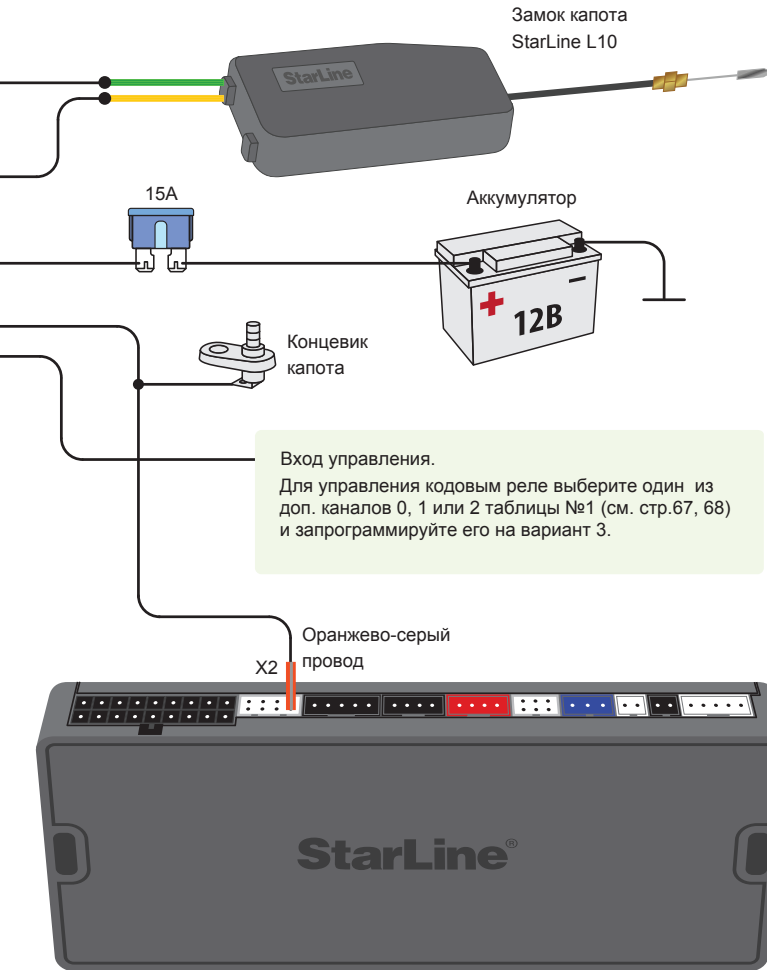 Замок капота
StarLine L10
StarLine
15А
Аккумулятор
+ −
12В
Концевик
капота
Вход управления.
Для управления кодовым реле выберите один из
доп. каналов 0, 1 или 2 таблицы №1 (см. стр.67, 68)
и запрограммируйте его на вариант 3.
Оранжево-серый
X2 провод
StarLine®